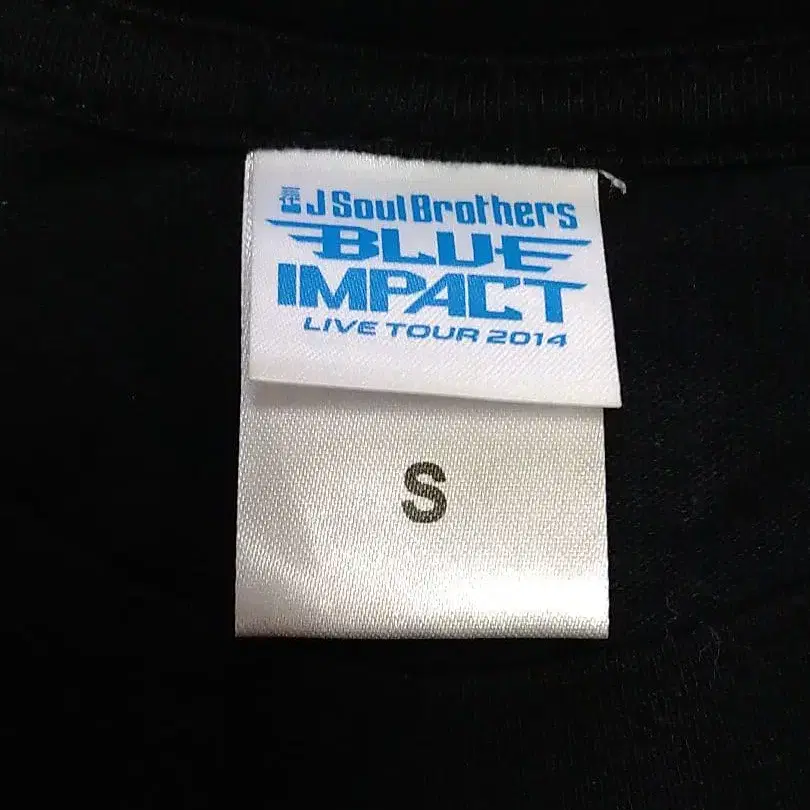 三代目 J Soul Brothers
BLUE
IMPACT
LIVE TOUR 2014
S